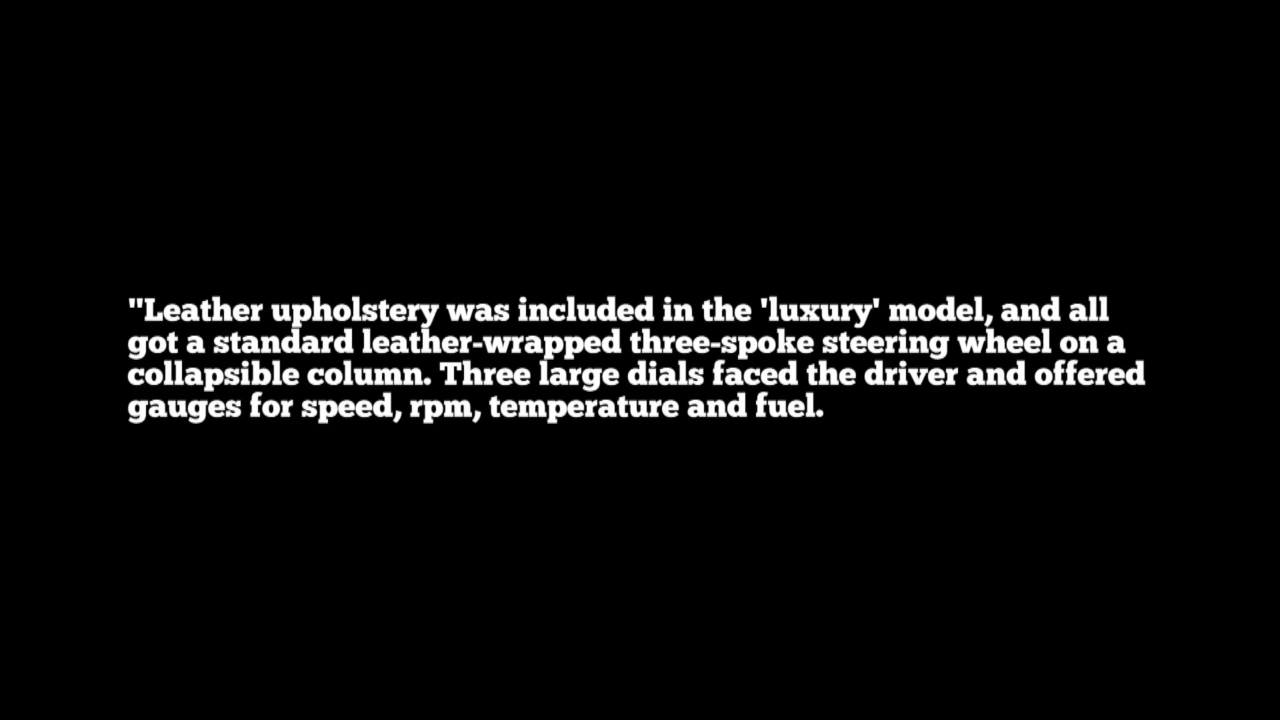 "Leather upholstery was included in the 'luxury' model, and all
got a standard leather-wrapped three-spoke steering wheel on a
collapsible column. Three large dials faced the driver and offered
gauges for speed, rpm, temperature and fuel.